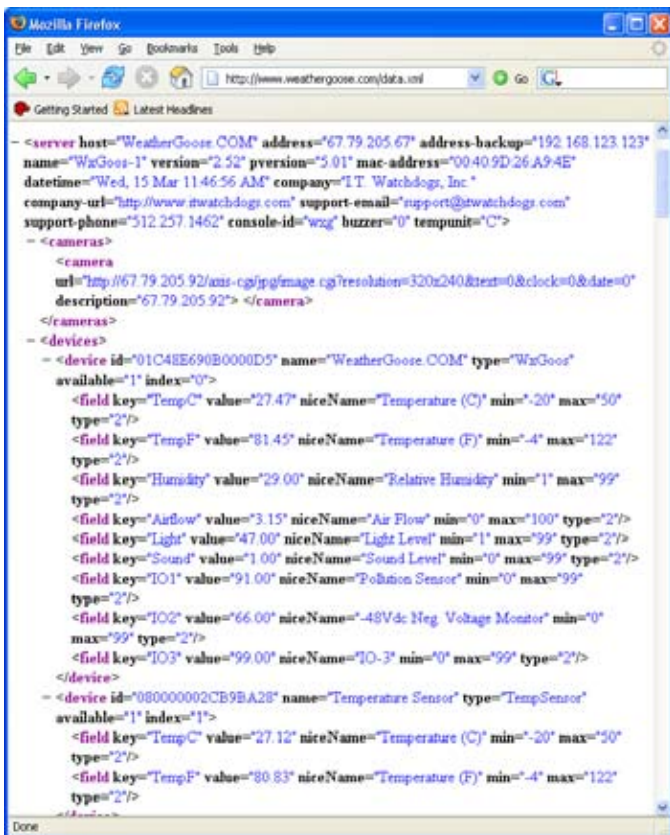 Mozilla Firefox
File Edit View Go Bookmarks Tools Help
http://www.weathergoose.com/data.xml Go
Getting Started Latest Headlines
- <server host="WeatherGoose.COM" address="67.79.205.67" address-backup="192.168.123.123"
name="WxGoos-1" version="2.52" pversion="5.01" mac-address="00:40:9D:26:A9:4E"
datetime="Wed, 15 Mar 11:46:56 AM" company="I.T. Watchdogs, Inc."
company-url="http://www.itwatchdogs.com" support-email="support@itwatchdogs.com"
support-phone="512.257.1462" console-id="wxg" buzzer="0" tempunit="C">
- <cameras>
<camera
url="http://67.79.205.92/axis-cgi/jpg/image.cgi?resolution=320x240&text=0&clock=0&date=0"
description="67.79.205.92"> </camera>
</cameras>
- <devices>
- <device id="01C48E690B0000D5" name="WeatherGoose.COM" type="WxGoos"
available="1" index="0">
<field key="TempC" value="27.47" niceName="Temperature (C)" min="-20" max="50"
type="2"/>
<field key="TempF" value="81.45" niceName="Temperature (F)" min="-4" max="122"
type="2"/>
<field key="Humidity" value="29.00" niceName="Relative Humidity" min="1" max="99"
type="2"/>
<field key="Airflow" value="3.15" niceName="Air Flow" min="0" max="100" type="2"/>
<field key="Light" value="47.00" niceName="Light Level" min="1" max="99" type="2"/>
<field key="Sound" value="1.00" niceName="Sound Level" min="0" max="99" type="2"/>
<field key="IO1" value="91.00" niceName="Pollution Sensor" min="0" max="99"
type="2"/>
<field key="IO2" value="66.00" niceName="-48Vdc Neg. Voltage Monitor" min="0"
max="99" type="2"/>
<field key="IO3" value="99.00" niceName="IO-3" min="0" max="99" type="2"/>
</device>
- <device id="080000002CB9BA28" name="Temperature Sensor" type="TempSensor"
available="1" index="1">
<field key="TempC" value="27.12" niceName="Temperature (C)" min="-20" max="50"
type="2"/>
<field key="TempF" value="80.83" niceName="Temperature (F)" min="-4" max="122"
type="2"/>
</device>
Done